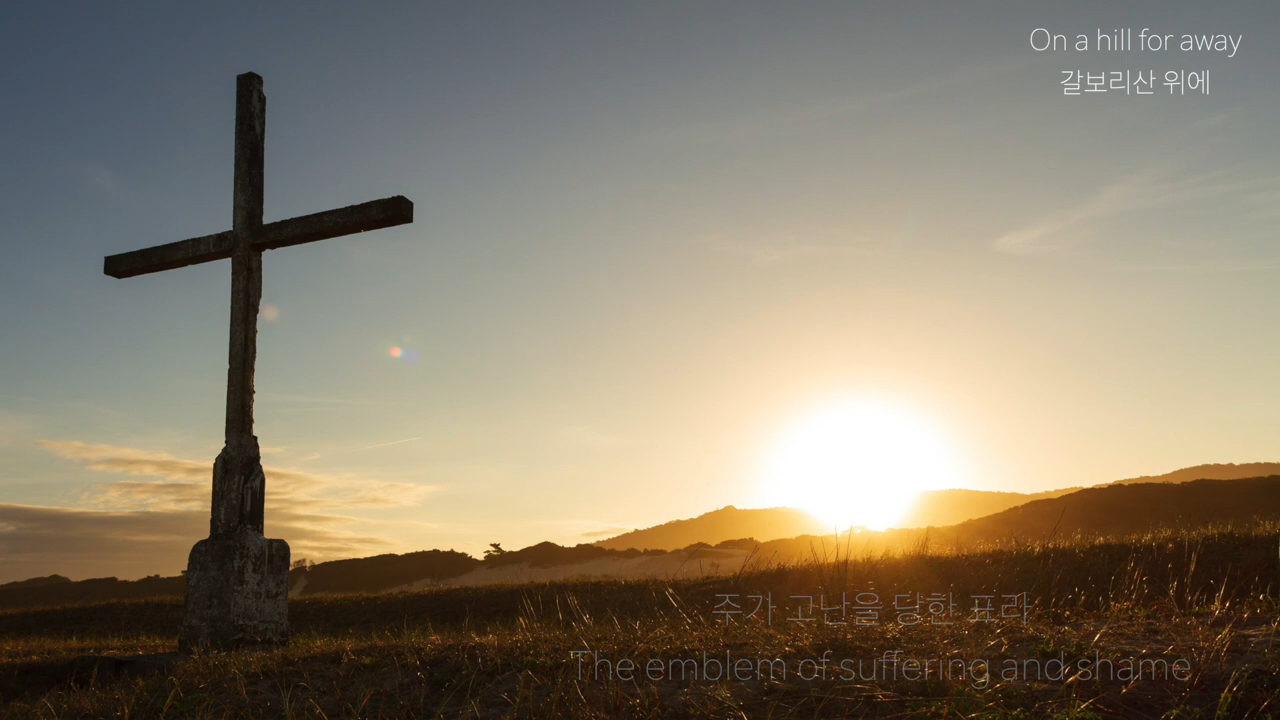 On a hill for away
갈보리산 위에
주가 고난을 당한 표라
The emblem of suffering and shame